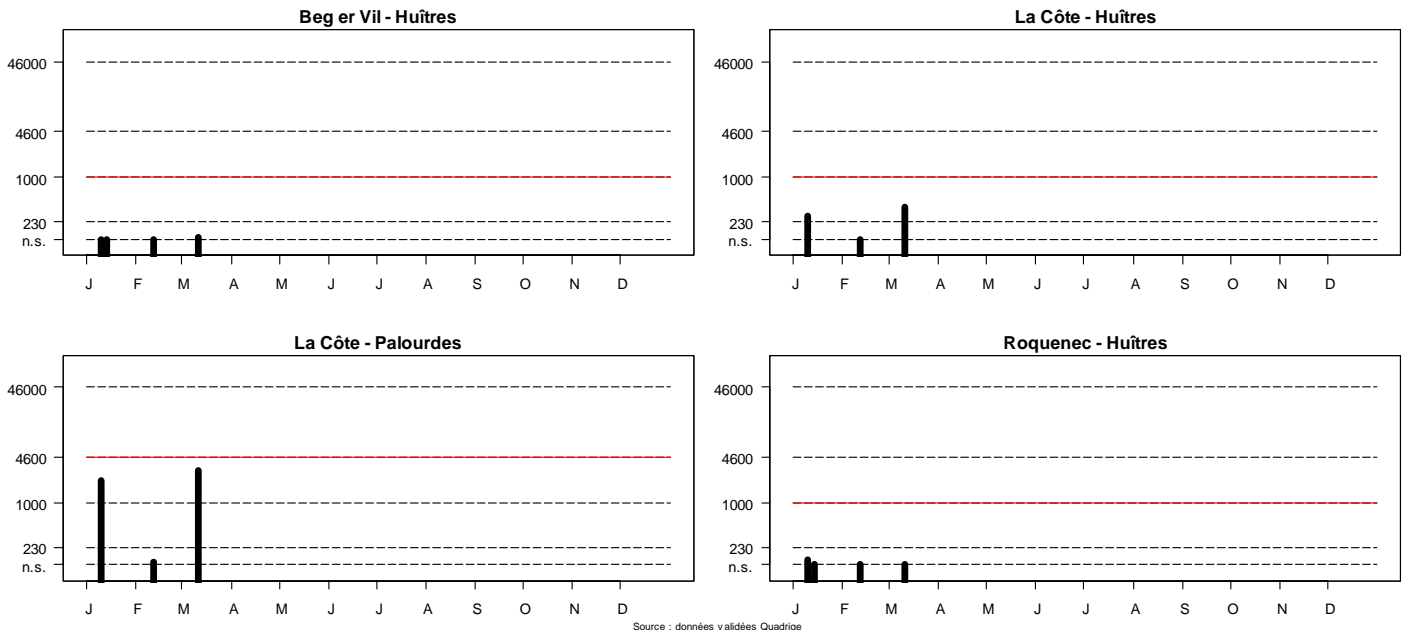 Beg er Vil - Huîtres
46000
4600
1000
230
n.s.
J F M A M J J A S O N D
La Côte - Huîtres
46000
4600
1000
230
n.s.
J F M A M J J A S O N D
La Côte - Palourdes
46000
4600
1000
230
n.s.
J F M A M J J A S O N D
Roquenec - Huîtres
46000
4600
1000
230
n.s.
J F M A M J J A S O N D
Source : données validées Quadrige